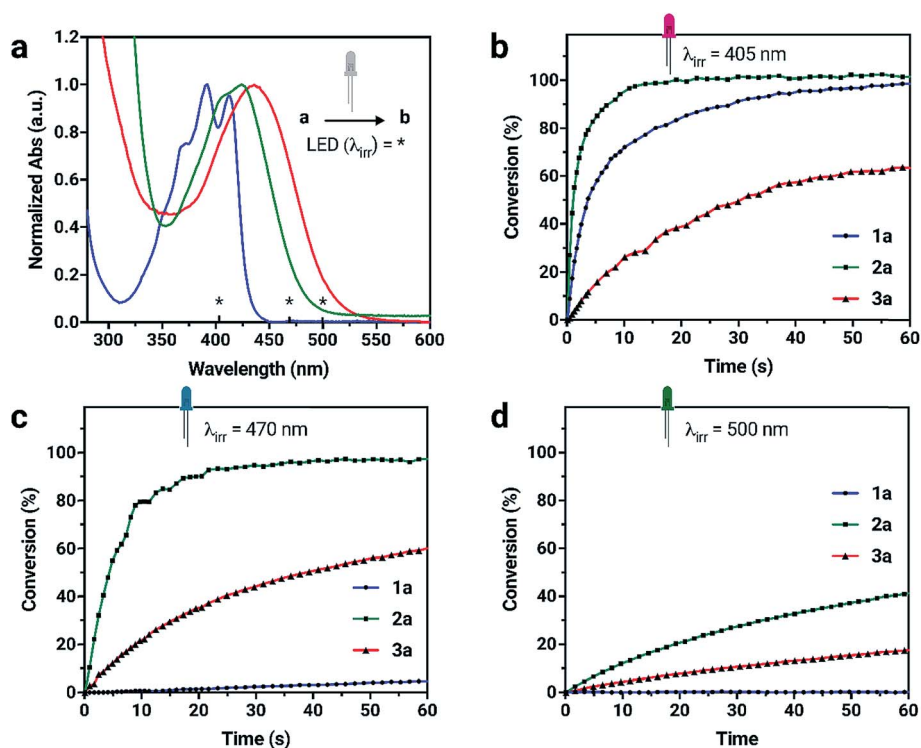 a
Normalized Abs (a.u.)
1.2
1.0
0.8
0.6
0.4
0.2
0.0
300 350 400 450 500 550 600
Wavelength (nm)
a b
LED (λirr) = *
* * *
b
λirr = 405 nm
Conversion (%)
100
80
60
40
20
0
0 10 20 30 40 50 60
Time (s)
1a
2a
3a
c
λirr = 470 nm
Conversion (%)
100
80
60
40
20
0
0 10 20 30 40 50 60
Time (s)
1a
2a
3a
d
λirr = 500 nm
Conversion (%)
100
80
60
40
20
0
0 10 20 30 40 50 60
Time
1a
2a
3a